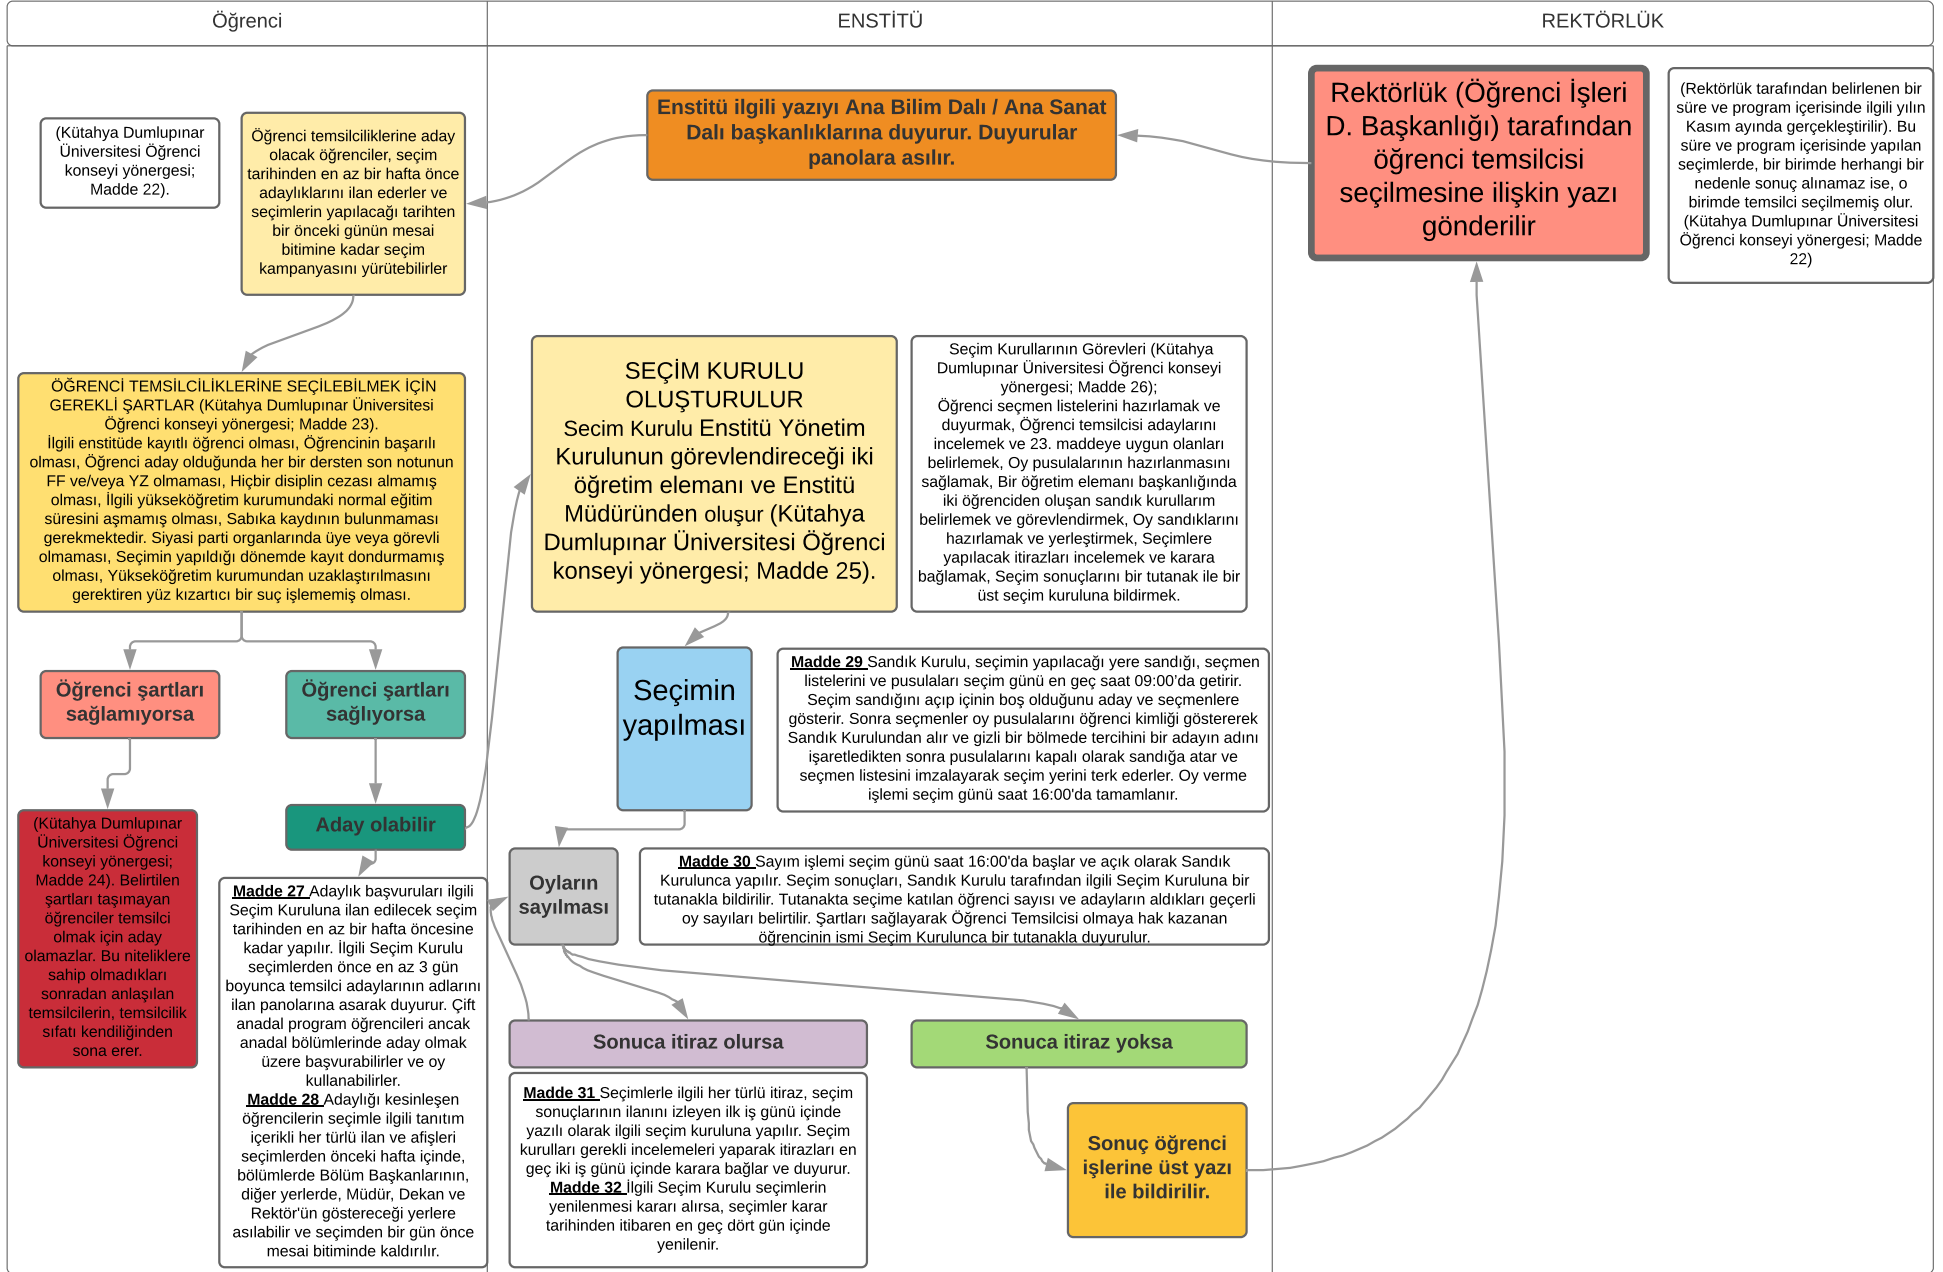 Öğrenci
ENSTİTÜ
REKTÖRLÜK
(Kütahya Dumlupınar
Üniversitesi Öğrenci
konseyi yönergesi;
Madde 22).
Öğrenci temsilciliklerine aday
olacak öğrenciler, seçim
tarihinden en az bir hafta önce
adaylıklarını ilan ederler ve
seçimlerin yapılacağı tarihten
bir önceki günün mesai
bitimine kadar seçim
kampanyasını yürütebilirler
Enstitü ilgili yazıyı Ana Bilim Dalı / Ana Sanat
Dalı başkanlıklarına duyurur. Duyurular
panolara asılır.
Rektörlük (Öğrenci İşleri
D. Başkanlığı) tarafından
öğrenci temsilcisi
seçilmesine ilişkin yazı
gönderilir
(Rektörlük tarafından belirlenen bir
süre ve program içerisinde ilgili yılın
Kasım ayında gerçekleştirilir). Bu
süre ve program içerisinde yapılan
seçimlerde, bir birimde herhangi bir
nedenle sonuç alınamaz ise, o
birimde temsilci seçilmemiş olur.
(Kütahya Dumlupınar Üniversitesi
Öğrenci konseyi yönergesi; Madde
22)
ÖĞRENCİ TEMSİLCİLİKLERİNE SEÇİLEBİLMEK İÇİN
GEREKLİ ŞARTLAR (Kütahya Dumlupınar Üniversitesi
Öğrenci konseyi yönergesi; Madde 23).
İlgili enstitüde kayıtlı öğrenci olması, Öğrencinin başarılı
olması, Öğrenci aday olduğunda her bir dersten son notunun
FF ve/veya YZ olmaması, Hiçbir disiplin cezası almamış
olması, İlgili yükseköğretim kurumundaki normal eğitim
süresini aşmamış olması, Sabıka kaydının bulunmaması
gerekmektedir. Siyasi parti organlarında üye veya görevli
olmaması, Seçimin yapıldığı dönemde kayıt dondurmamış
olması, Yükseköğretim kurumundan uzaklaştırılmasını
gerektiren yüz kızartıcı bir suç işlememiş olması.
SEÇİM KURULU
OLUŞTURULUR
Secim Kurulu Enstitü Yönetim
Kurulunun görevlendireceği iki
öğretim elemanı ve Enstitü
Müdüründen oluşur (Kütahya
Dumlupınar Üniversitesi Öğrenci
konseyi yönergesi; Madde 25).
Seçim Kurullarının Görevleri (Kütahya
Dumlupınar Üniversitesi Öğrenci konseyi
yönergesi; Madde 26);
Öğrenci seçmen listelerini hazırlamak ve
duyurmak, Öğrenci temsilcisi adaylarını
incelemek ve 23. maddeye uygun olanları
belirlemek, Oy pusulalarının hazırlanmasını
sağlamak, Bir öğretim elemanı başkanlığında
iki öğrenciden oluşan sandık kurullarım
belirlemek ve görevlendirmek, Oy sandıklarını
hazırlamak ve yerleştirmek, Seçimlere
yapılacak itirazları incelemek ve karara
bağlamak, Seçim sonuçlarını bir tutanak ile bir
üst seçim kuruluna bildirmek.
Öğrenci şartları
sağlamıyorsa
Öğrenci şartları
sağlıyorsa
Seçimin
yapılması
Madde 29 Sandık Kurulu, seçimin yapılacağı yere sandığı, seçmen
listelerini ve pusulaları seçim günü en geç saat 09:00’da getirir.
Seçim sandığını açıp içinin boş olduğunu aday ve seçmenlere
gösterir. Sonra seçmenler oy pusulalarını öğrenci kimliği göstererek
Sandık Kurulundan alır ve gizli bir bölmede tercihini bir adayın adını
işaretledikten sonra pusulalarını kapalı olarak sandığa atar ve
seçmen listesini imzalayarak seçim yerini terk ederler. Oy verme
işlemi seçim günü saat 16:00'da tamamlanır.
Aday olabilir
(Kütahya Dumlupınar
Üniversitesi Öğrenci
konseyi yönergesi;
Madde 24). Belirtilen
şartları taşımayan
öğrenciler temsilci
olmak için aday
olamazlar. Bu niteliklere
sahip olmadıkları
sonradan anlaşılan
temsilcilerin, temsilcilik
sıfatı kendiliğinden
sona erer.
Madde 27 Adaylık başvuruları ilgili
Seçim Kuruluna ilan edilecek seçim
tarihinden en az bir hafta öncesine
kadar yapılır. İlgili Seçim Kurulu
seçimlerden önce en az 3 gün
boyunca temsilci adaylarının adlarını
ilan panolarına asarak duyurur. Çift
anadal program öğrencileri ancak
anadal bölümlerinde aday olmak
üzere başvurabilirler ve oy
kullanabilirler.
Madde 28 Adaylığı kesinleşen
öğrencilerin seçimle ilgili tanıtım
içerikli her türlü ilan ve afişleri
seçimlerden önceki hafta içinde,
bölümlerde Bölüm Başkanlarının,
diğer yerlerde, Müdür, Dekan ve
Rektör'ün göstereceği yerlere
asılabilir ve seçimden bir gün önce
mesai bitiminde kaldırılır.
Oyların
sayılması
Madde 30 Sayım işlemi seçim günü saat 16:00'da başlar ve açık olarak Sandık
Kurulunca yapılır. Seçim sonuçları, Sandık Kurulu tarafından ilgili Seçim Kuruluna bir
tutanakla bildirilir. Tutanakta seçime katılan öğrenci sayısı ve adayların aldıkları geçerli
oy sayıları belirtilir. Şartları sağlayarak Öğrenci Temsilcisi olmaya hak kazanan
öğrencinin ismi Seçim Kurulunca bir tutanakla duyurulur.
Sonuca itiraz olursa
Sonuca itiraz yoksa
Madde 31 Seçimlerle ilgili her türlü itiraz, seçim
sonuçlarının ilanını izleyen ilk iş günü içinde
yazılı olarak ilgili seçim kuruluna yapılır. Seçim
kurulları gerekli incelemeleri yaparak itirazları en
geç iki iş günü içinde karara bağlar ve duyurur.
Madde 32 İlgili Seçim Kurulu seçimlerin
yenilenmesi kararı alırsa, seçimler karar
tarihinden itibaren en geç dört gün içinde
yenilenir.
Sonuç öğrenci
işlerine üst yazı
ile bildirilir.